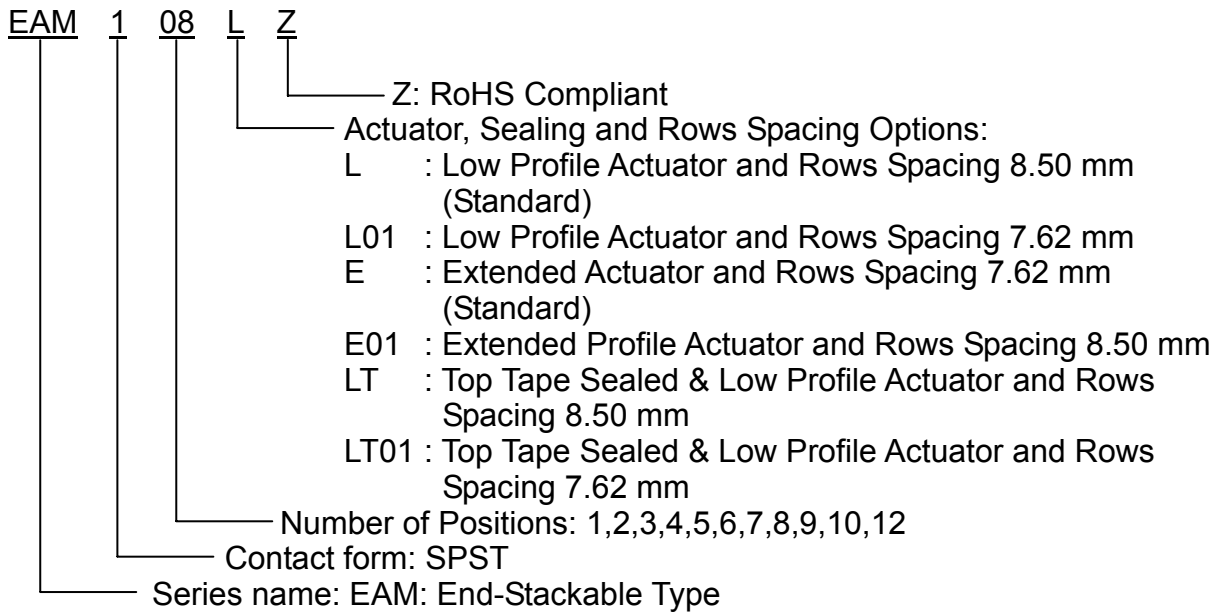 EAM 1 08 L Z
Z: RoHS Compliant
Actuator, Sealing and Rows Spacing Options:
L : Low Profile Actuator and Rows Spacing 8.50 mm
(Standard)
L01 : Low Profile Actuator and Rows Spacing 7.62 mm
E : Extended Actuator and Rows Spacing 7.62 mm
(Standard)
E01 : Extended Profile Actuator and Rows Spacing 8.50 mm
LT : Top Tape Sealed & Low Profile Actuator and Rows
Spacing 8.50 mm
LT01 : Top Tape Sealed & Low Profile Actuator and Rows
Spacing 7.62 mm
Number of Positions: 1,2,3,4,5,6,7,8,9,10,12
Contact form: SPST
Series name: EAM: End-Stackable Type